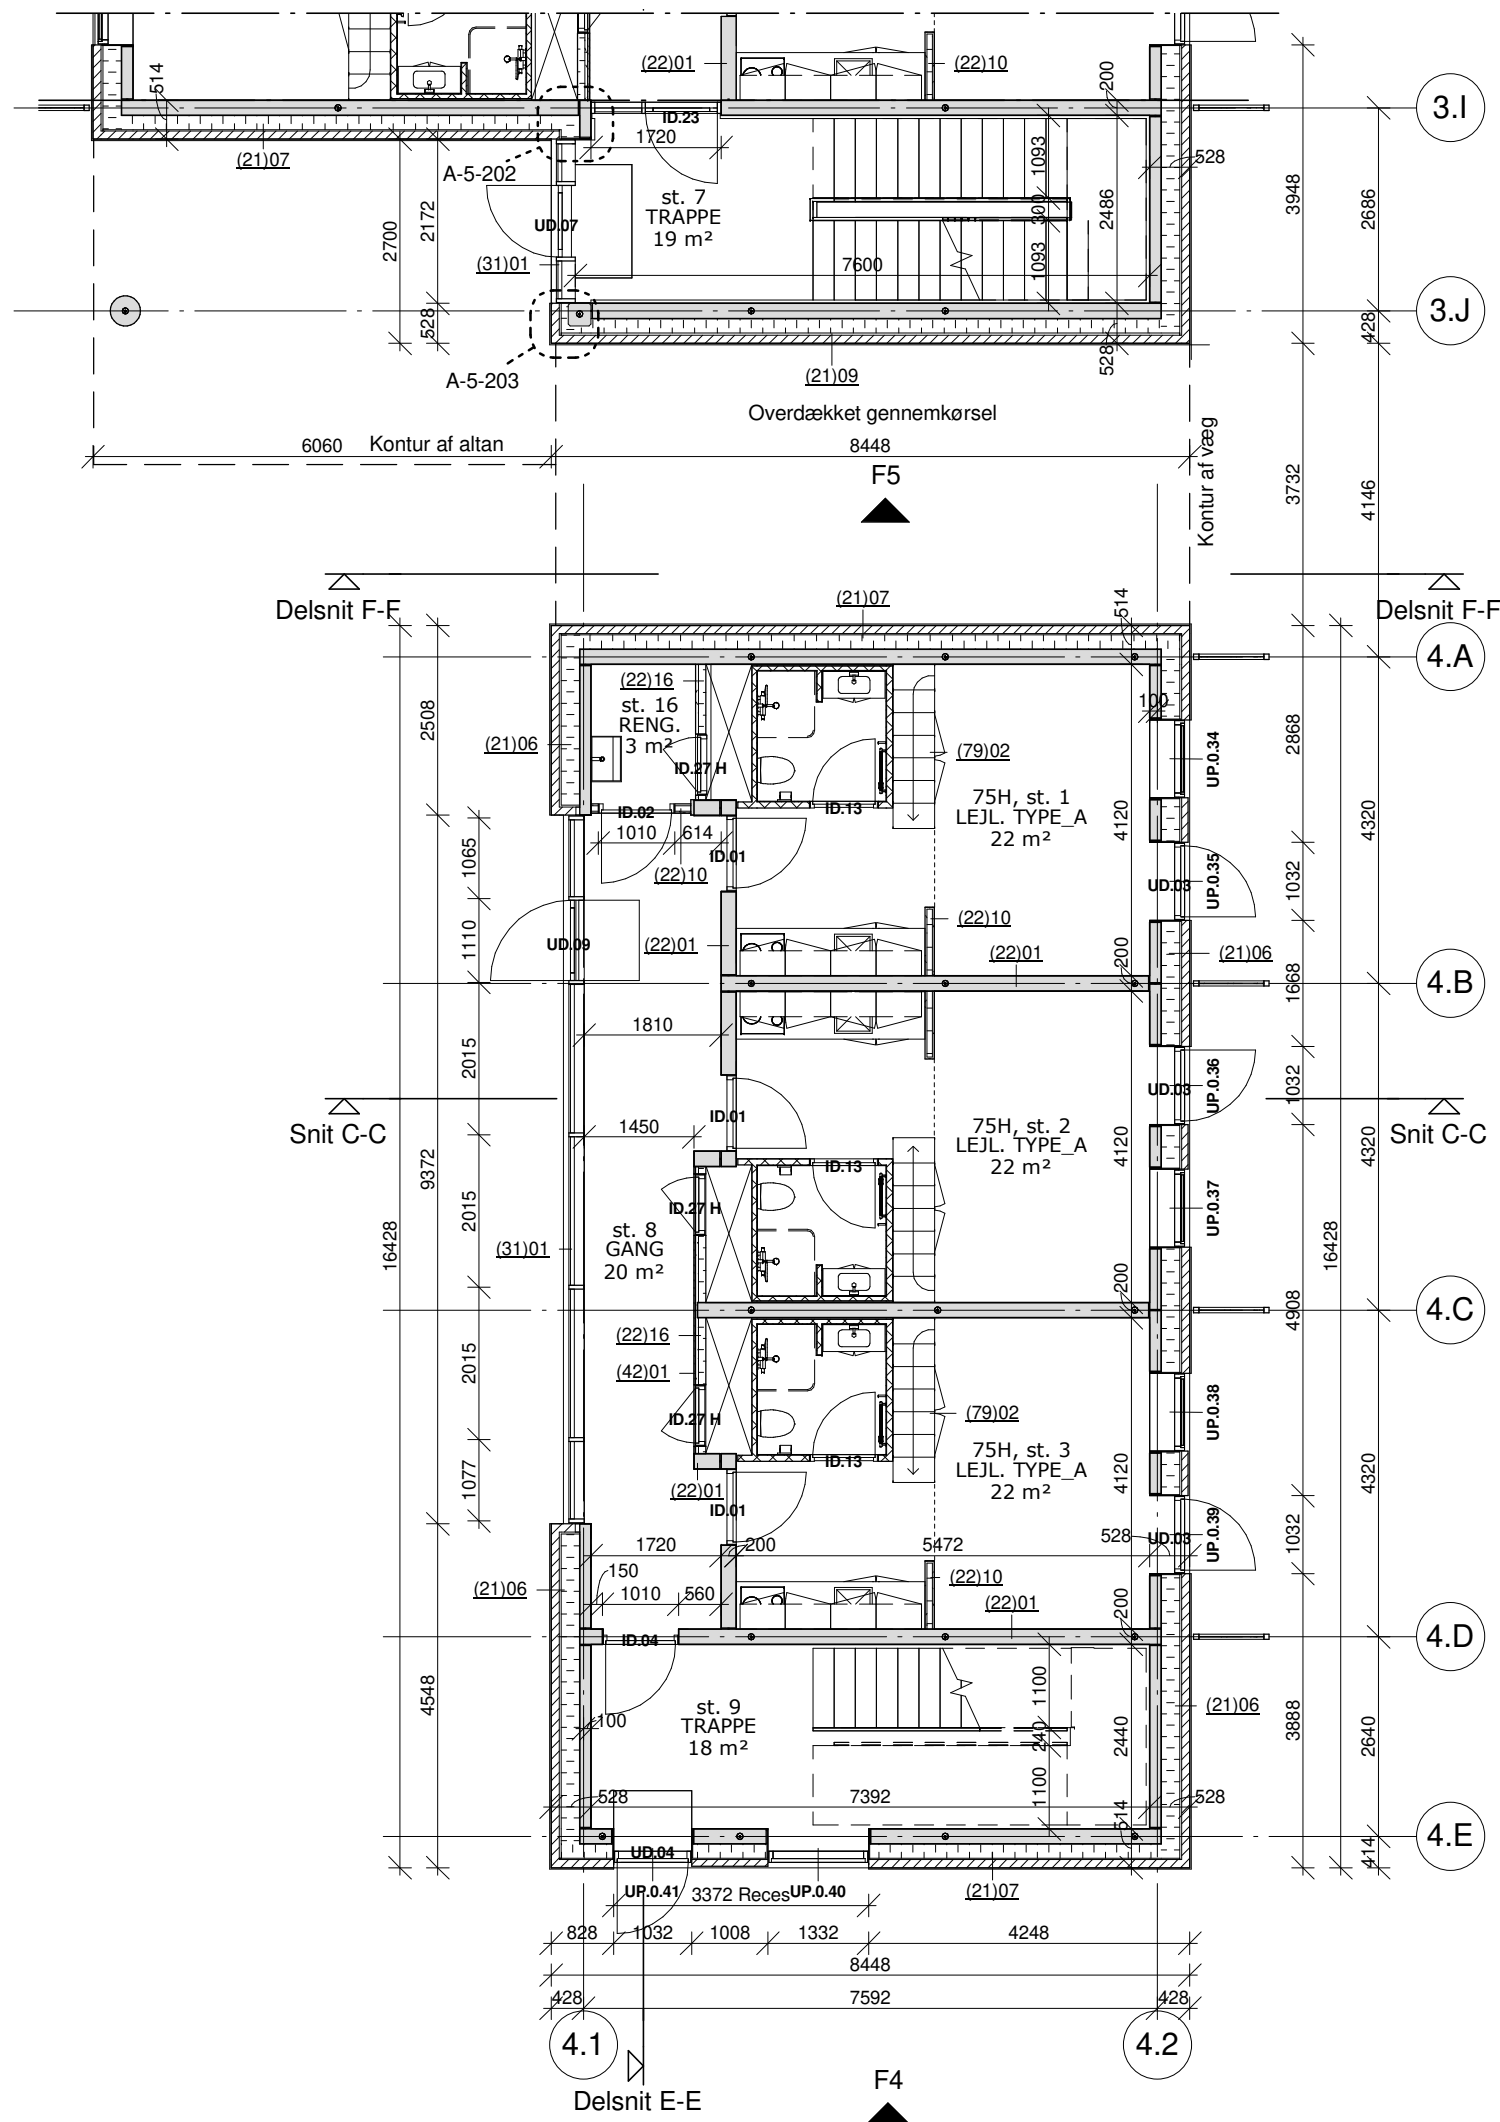 514
(22)01
(22)10
200
3.I
ID.23
1720
(21)07
A-5-202
1093
528
3948
2686
st. 7
TRAPPE
19 m²
2700
2172
UD.07
300
2486
(31)01
7600
1093
3.J
528
428
528
A-5-203
(21)09
Overdækket gennemkørsel
6060
Kontur af altan
8448
Kontur af væg
F5
3732
4146
Delsnit F-F
Delsnit F-F
(21)07
514
4.A
(22)16
st. 16
RENG.
3 m²
100
2508
(21)06
ID.27 H
(79)02
UP.0.34
2868
75H, st. 1
LEJL. TYPE_A
22 m²
ID.02
ID.13
1010
614
ID.01
4120
4320
1065
(22)10
UD.03
UP.0.35
1032
1110
UD.09
(22)01
(22)10
(22)01
200
(21)06
4.B
1668
1810
2015
UD.03
UP.0.36
1032
Snit C-C
Snit C-C
1450
ID.01
75H, st. 2
LEJL. TYPE_A
22 m²
4120
4320
9372
ID.13
ID.27 H
UP.0.37
2015
16428
16428
st. 8
GANG
20 m²
(31)01
200
4.C
4908
(22)16
(42)01
2015
ID.27 H
(79)02
UP.0.38
75H, st. 3
LEJL. TYPE_A
22 m²
ID.13
4120
4320
1077
(22)01
ID.01
1720
200
5472
528
UD.03
UP.0.39
1032
150
(21)06
1010
560
(22)10
(22)01
200
ID.04
4.D
4548
1100
st. 9
TRAPPE
18 m²
100
240
2440
(21)06
3888
2640
528
7392
1100
528
514
4.E
414
UD.04
UP.0.41
3372 Reces
UP.0.40
(21)07
828
1032
1008
1332
4248
8448
428
7592
428
4.1
4.2
Delsnit E-E
F4